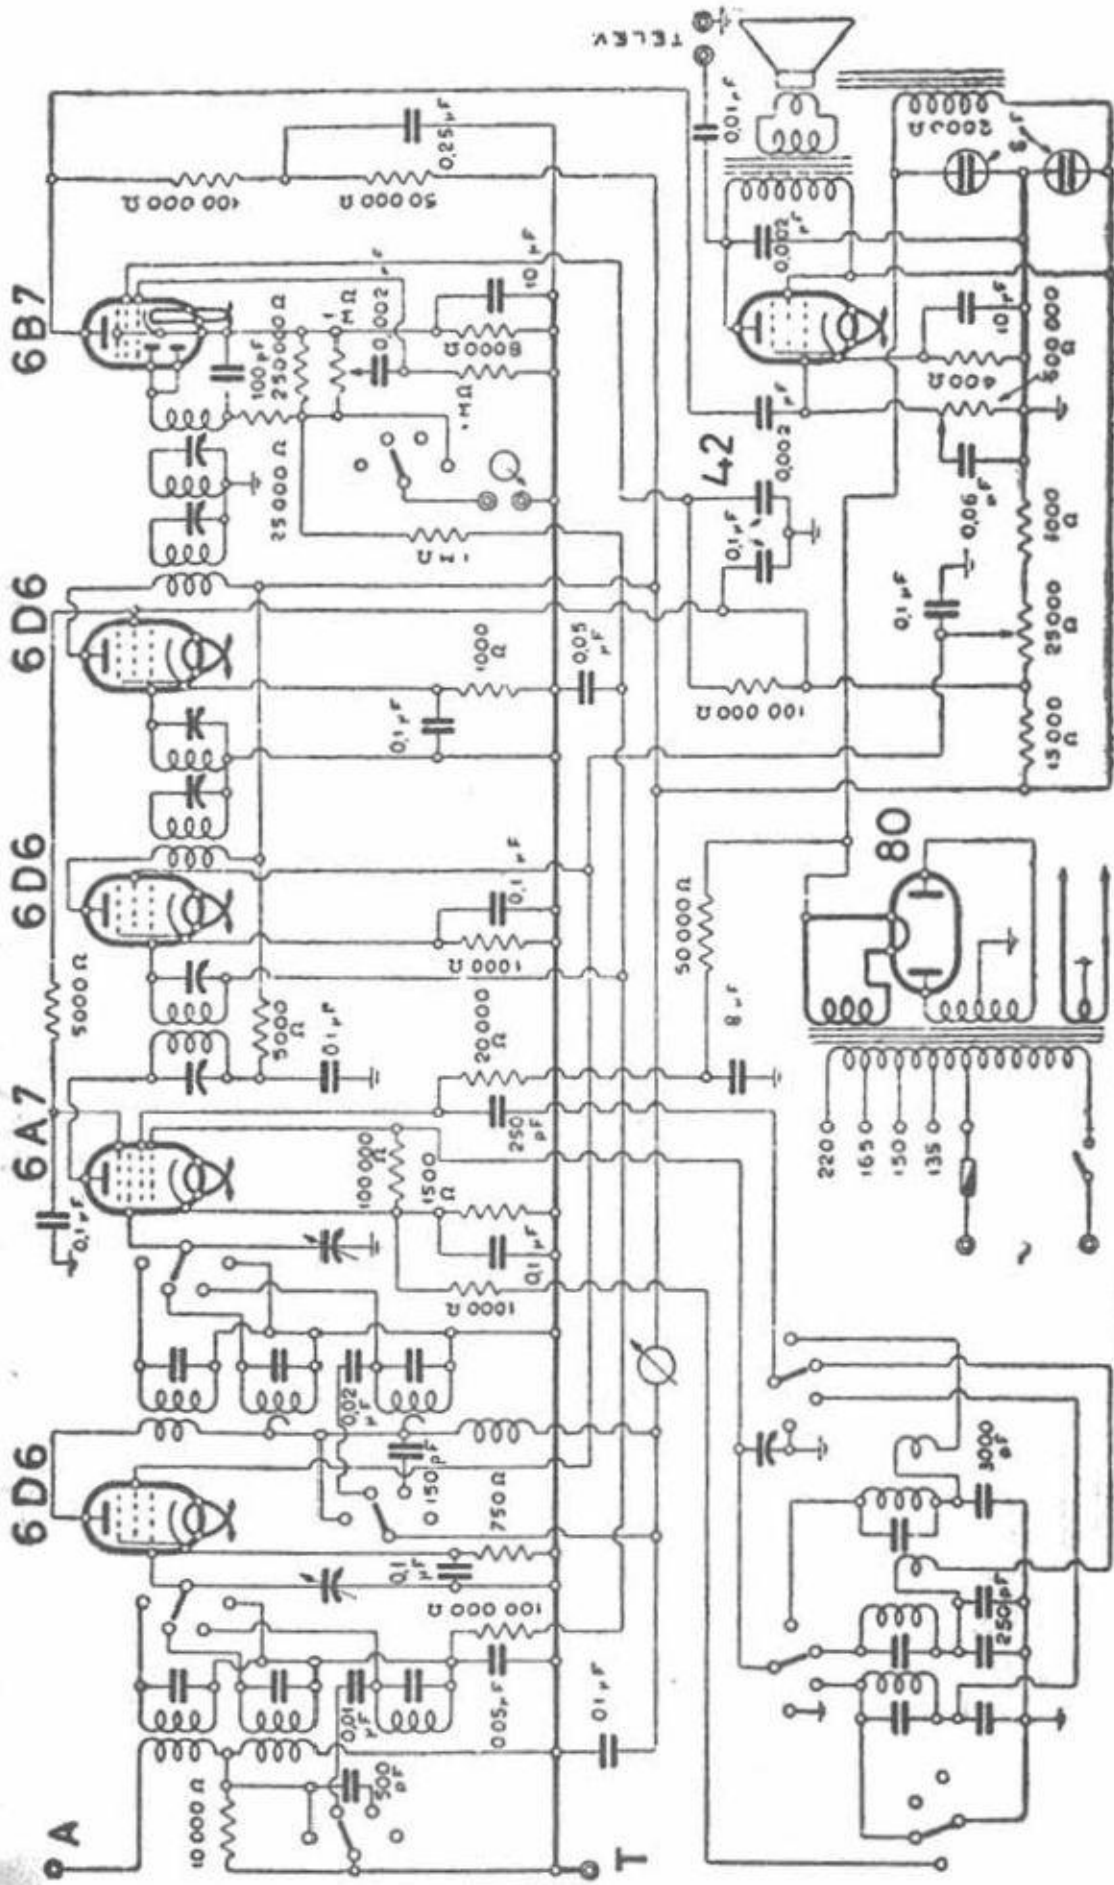 A
T
6D6
6A7
6D6
6D6
6B7
42
80
TELEV.
10 000 Ω
500 pF
0,01 µF
0,05 µF
0,1 µF
100 000 Ω
0,1 µF
750 Ω
0 150 pF
0,02 µF
0,1 µF
5000 Ω
100 000 Ω
1500 Ω
1000 Ω
0,1 µF
250 pF
20 000 Ω
5000 Ω
0,1 µF
1000 Ω
0,1 µF
0,1 µF
1000 Ω
0,05 µF
25 000 Ω
100 pF
250 000 Ω
1 MΩ
0,002 µF
MΩ
1 MΩ
8000 Ω
10 µF
400 000 Ω
50 000 Ω
0,25 µF
0,01 µF
0,002 µF
2000 Ω
8 µF
10 µF
400 Ω
500 000 Ω
0,002 µF
0,1 µF
0,06 µF
100 000 Ω
0,1 µF
1000 Ω
25 000 Ω
15 000 Ω
50 000 Ω
8 µF
220
165
150
135
~
3000 pF
250 pF